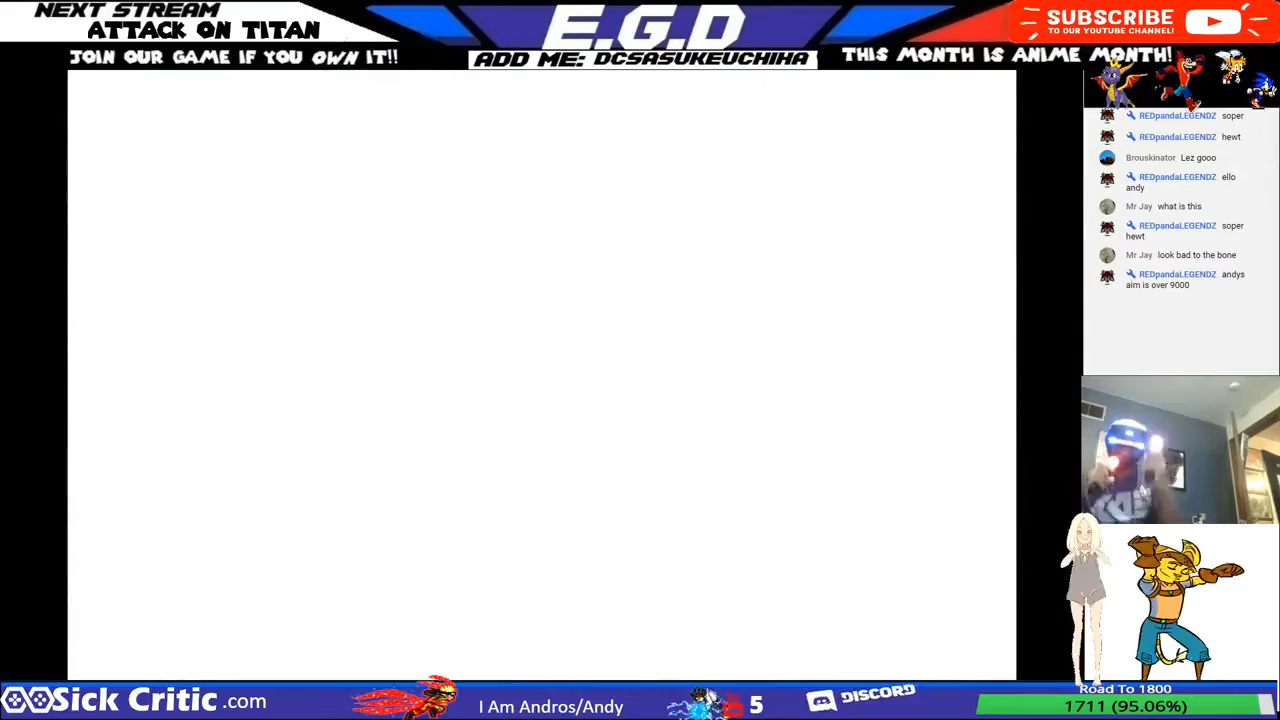 NEXT STREAM
ATTACK ON TITAN
JOIN OUR GAME IF YOU OWN IT!!
E.G.D
ADD ME: DCSASUKEUCHIHA
SUBSCRIBE
TO OUR YOUTUBE CHANNEL!
THIS MONTH IS ANIME MONTH!
REDpandaLEGENDZ soper
REDpandaLEGENDZ hewt
Brouskinator Lez gooo
REDpandaLEGENDZ ello
andy
Mr Jay what is this
REDpandaLEGENDZ soper
hewt
Mr Jay look bad to the bone
REDpandaLEGENDZ andys
aim is over 9000
Sick Critic.com
I Am Andros/Andy
5
DISCORD
Road To 1800
1711 (95.06%)